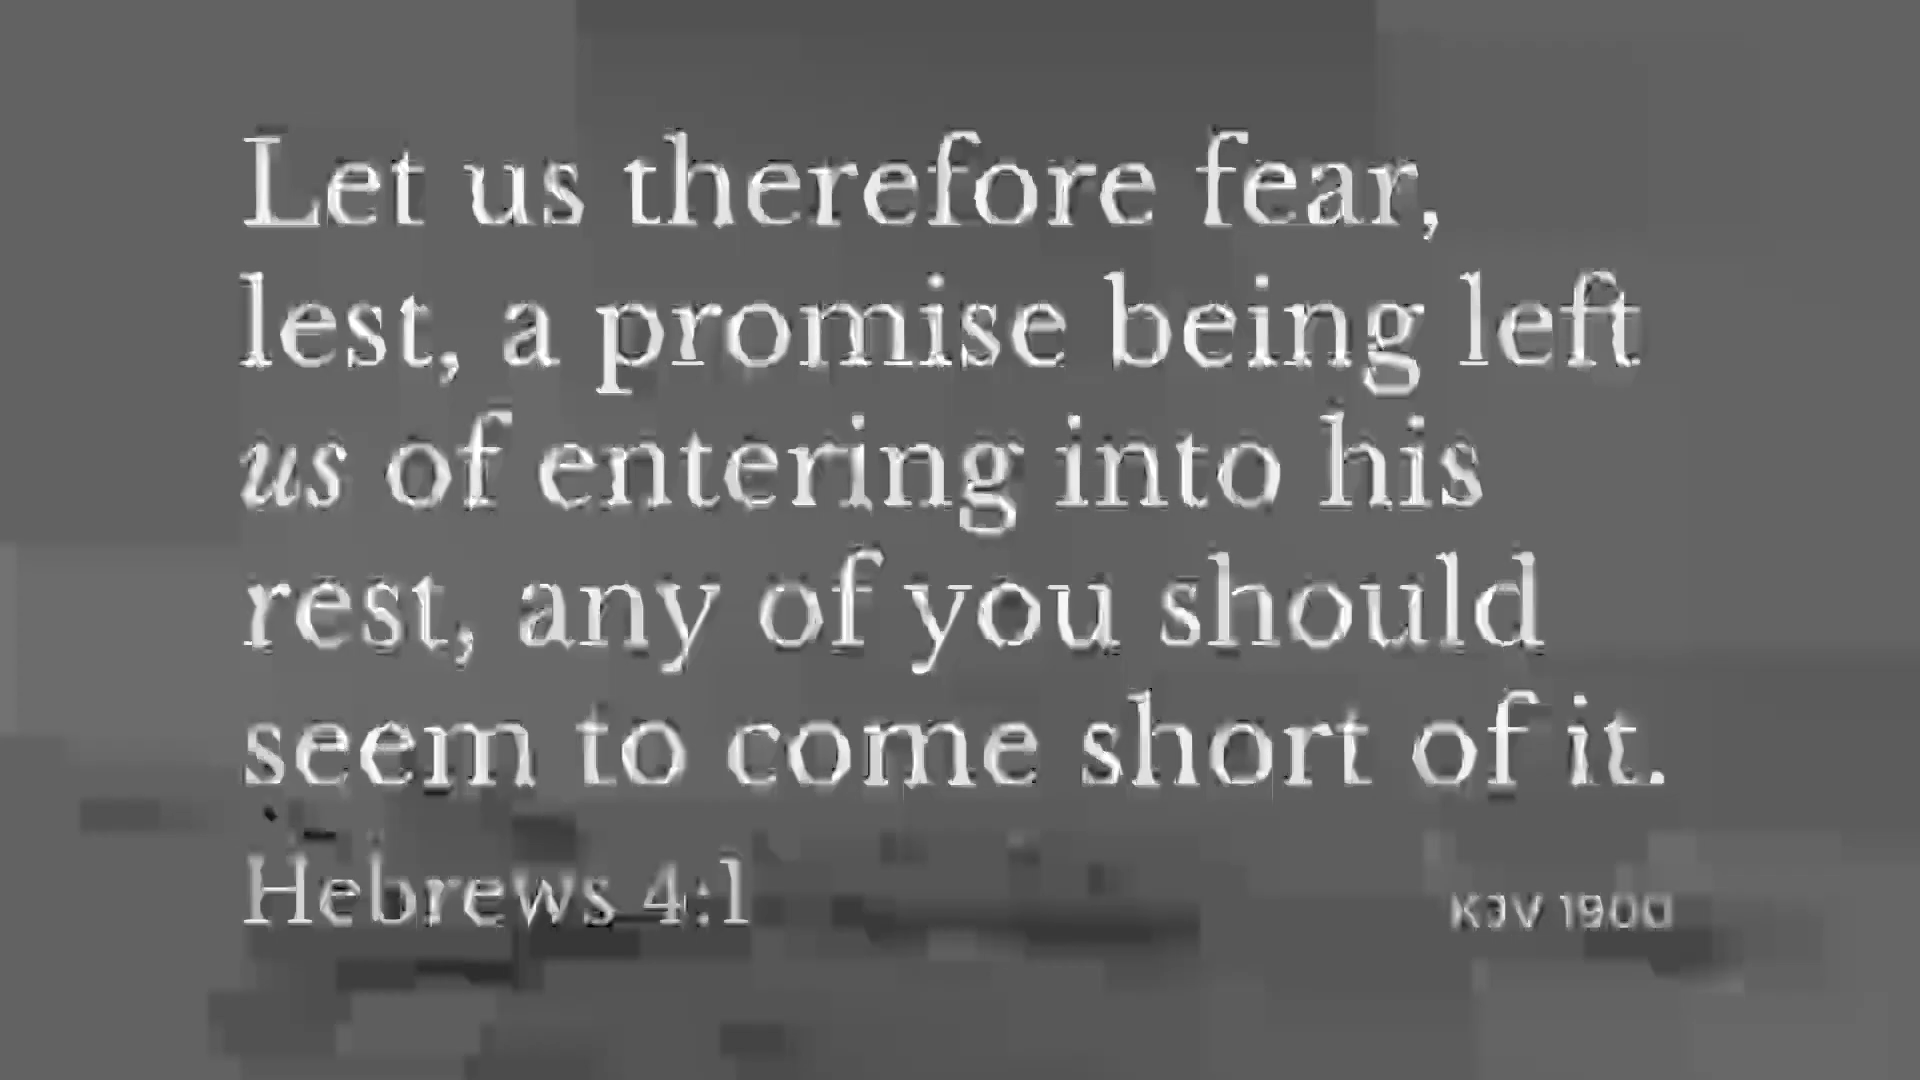 Let us therefore fear,
lest, a promise being left
us of entering into his
rest, any of you should
seem to come short of it.
Hebrews 4:1
KJV 1900